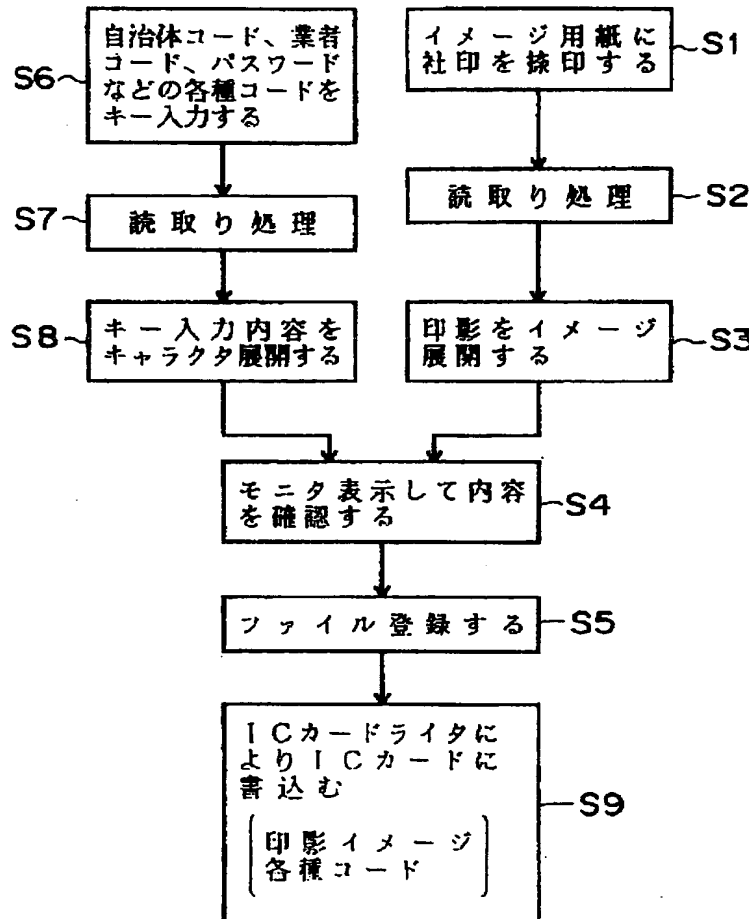 自治体コード、業者
コード、パスワード
などの各種コードを
キー入力する
S6
イメージ用紙に
社印を捺印する
S1
読取り処理
S7
読取り処理
S2
キー入力内容を
キャラクタ展開する
S8
印影をイメージ
展開する
S3
モニタ表示して内容
を確認する
S4
ファイル登録する
S5
ICカードライタに
よりICカードに
書込む
印影イメージ
各種コード
S9